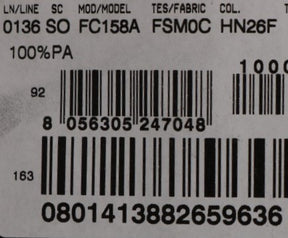 LN/LINE SC MOD/MODEL TES/FABRIC COL.
0136 SO FC158A FSM0C HN26F
100%PA
1000
92
8 056305 247048
163
0801413882659636